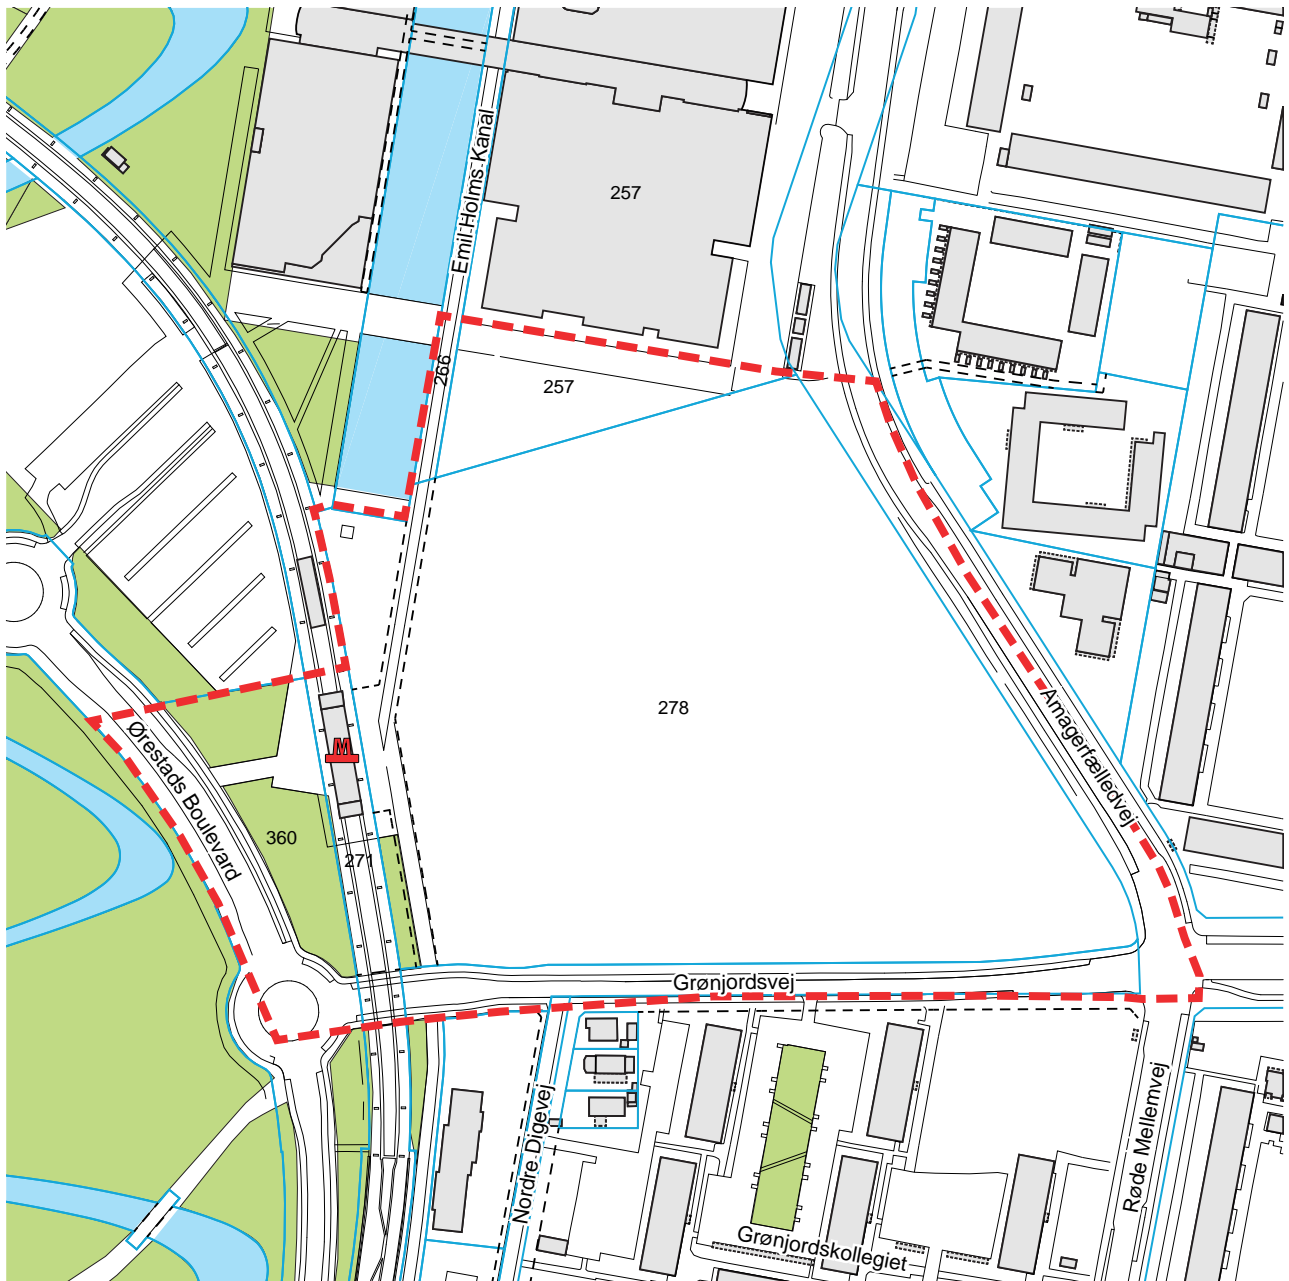 257
Emil Holms Kanal
266
257
278
Amagerfælledvej
Ørestads Boulevard
M
360
271
Grønjordsvej
Nordre Digevej
Røde Mellemvej
Grønjordskollegiet